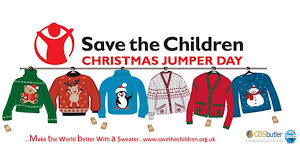 Save the Children
CHRISTMAS JUMPER DAY
...Make the World Better With a Sweater...www.savethechildren.org.uk
CBSbutler